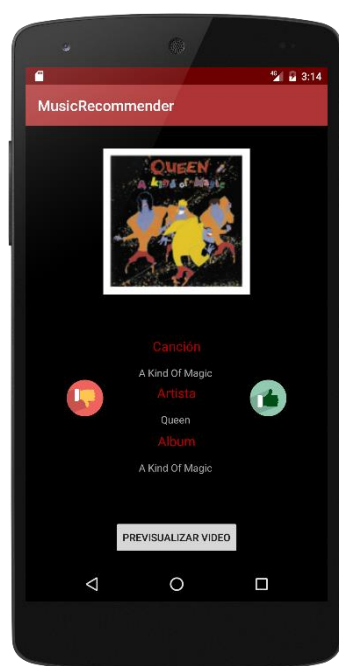 4G 3:14
MusicRecommender
QUEEN
A kind of Magic
Canción
A Kind Of Magic
Artista
Queen
Album
A Kind Of Magic
PREVISUALIZAR VIDEO